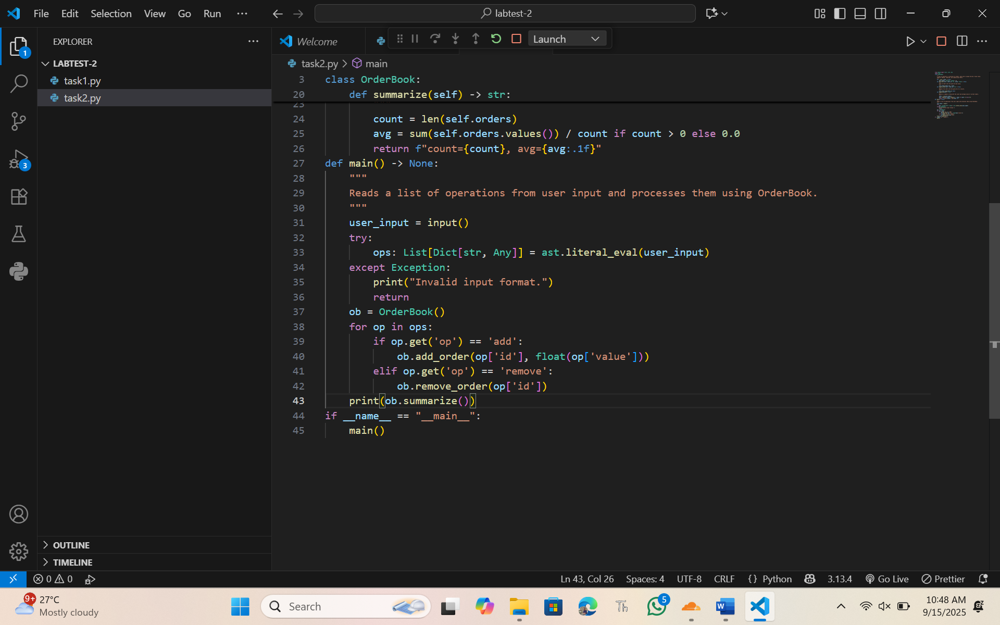 File Edit Selection View Go Run ···
labtest-2
EXPLORER
Welcome
Launch
LABTEST-2
task1.py
task2.py
task2.py > main
3 class OrderBook:
20 def summarize(self) -> str:
23
24 count = len(self.orders)
25 avg = sum(self.orders.values()) / count if count > 0 else 0.0
26 return f"count={count}, avg={avg:.1f}"
27 def main() -> None:
28 """
29 Reads a list of operations from user input and processes them using OrderBook.
30 """
31 user_input = input()
32 try:
33 ops: List[Dict[str, Any]] = ast.literal_eval(user_input)
34 except Exception:
35 print("Invalid input format.")
36 return
37 ob = OrderBook()
38 for op in ops:
39 if op.get('op') == 'add':
40 ob.add_order(op['id'], float(op['value']))
41 elif op.get('op') == 'remove':
42 ob.remove_order(op['id'])
43 print(ob.summarize())
44 if __name__ == "__main__":
45 main()
1
3
OUTLINE
TIMELINE
0 0
Ln 43, Col 26 Spaces: 4 UTF-8 CRLF {} Python 3.13.4 Go Live Prettier
9+
27°C
Mostly cloudy
Search
Th
5
W
10:48 AM
9/15/2025